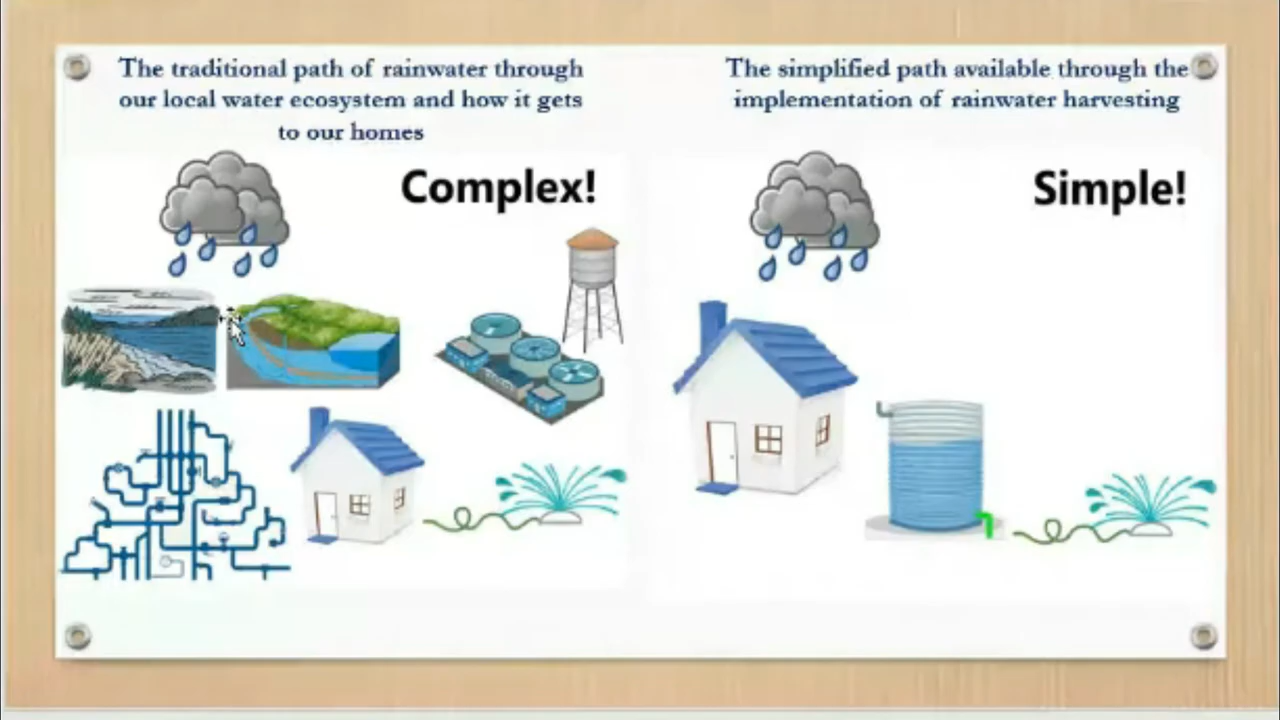 The traditional path of rainwater through
our local water ecosystem and how it gets
to our homes
Complex!
The simplified path available through the
implementation of rainwater harvesting
Simple!